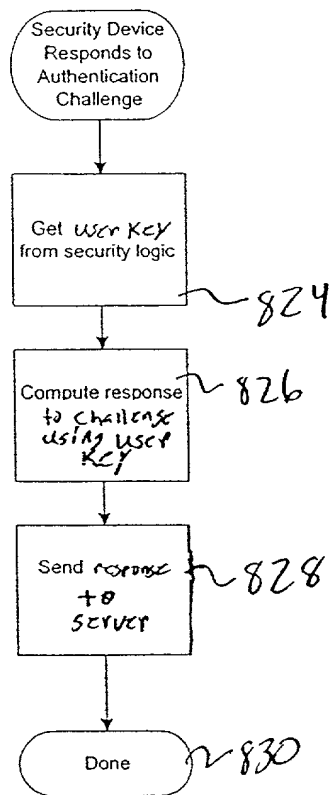 Security Device
Responds to
Authentication
Challenge
Get user key
from security logic
824
Compute response
to challenge
using user
key
826
Send response
to
server
828
Done
830